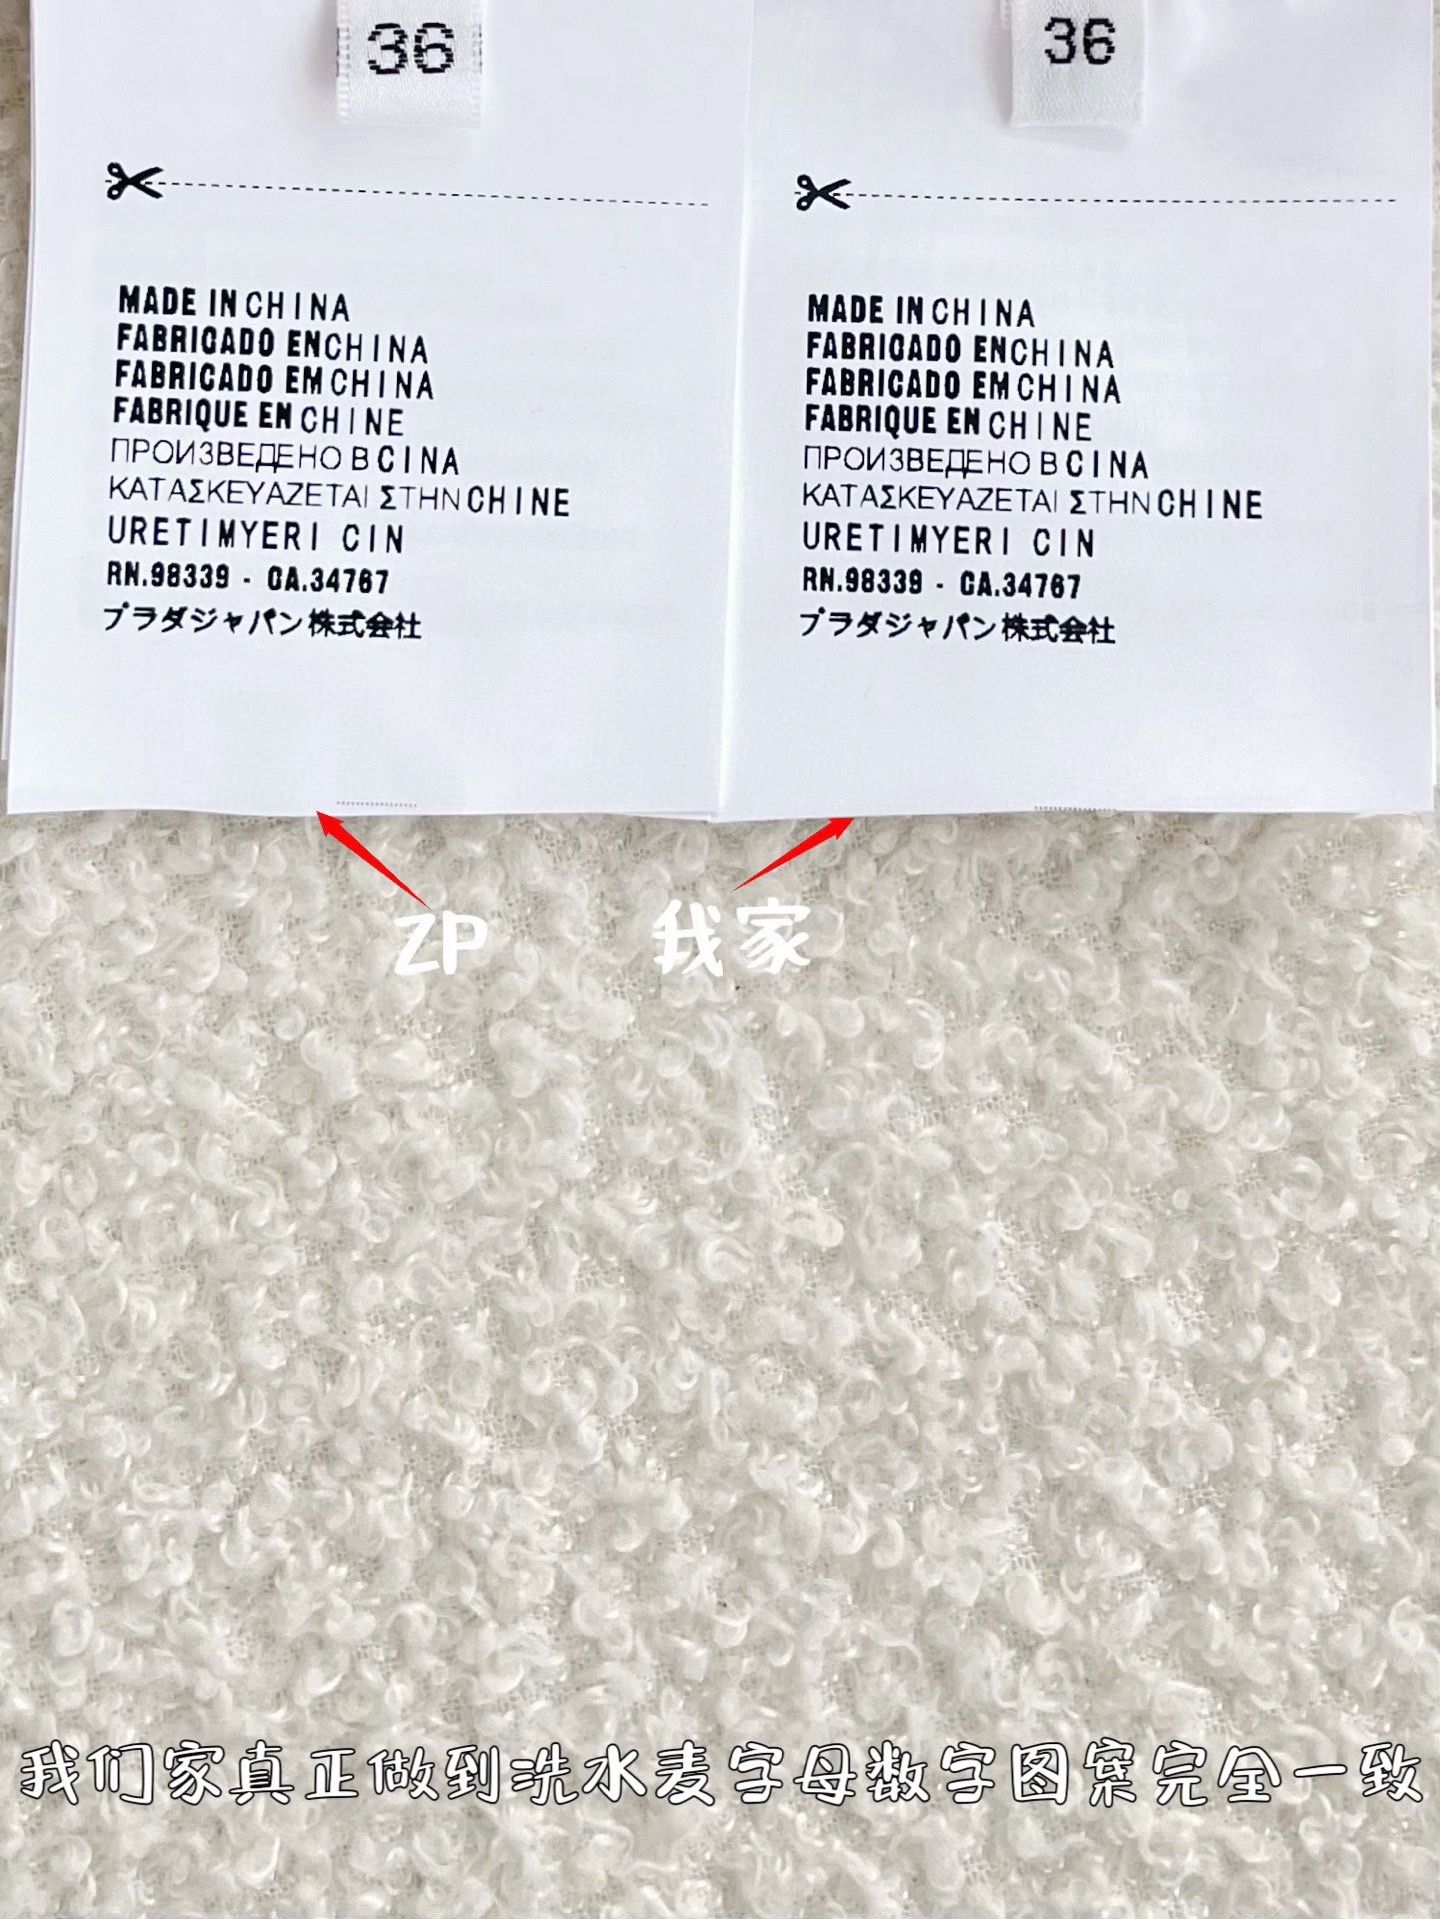 36
MADE IN CHINA
FABRICADO EN CHINA
FABRICADO EM CHINA
FABRIQUE EN CHINE
ПРОИЗВЕДЕНО В CINA
ΚΑΤΑΣΚΕΥΑΖΕΤΑΙ ΣΤΗΝ CHINE
URETIMYERI CIN
RN.98339 - CA.34767
プラダジャパン株式会社
36
MADE IN CHINA
FABRICADO EN CHINA
FABRICADO EM CHINA
FABRIQUE EN CHINE
ПРОИЗВЕДЕНО В CINA
ΚΑΤΑΣΚΕΥΑΖΕΤΑΙ ΣΤΗΝ CHINE
URETIMYERI CIN
RN.98339 - CA.34767
プラダジャパン株式会社
ZP
我家
我们家真正做到洗水麦字母数字图案完全一致